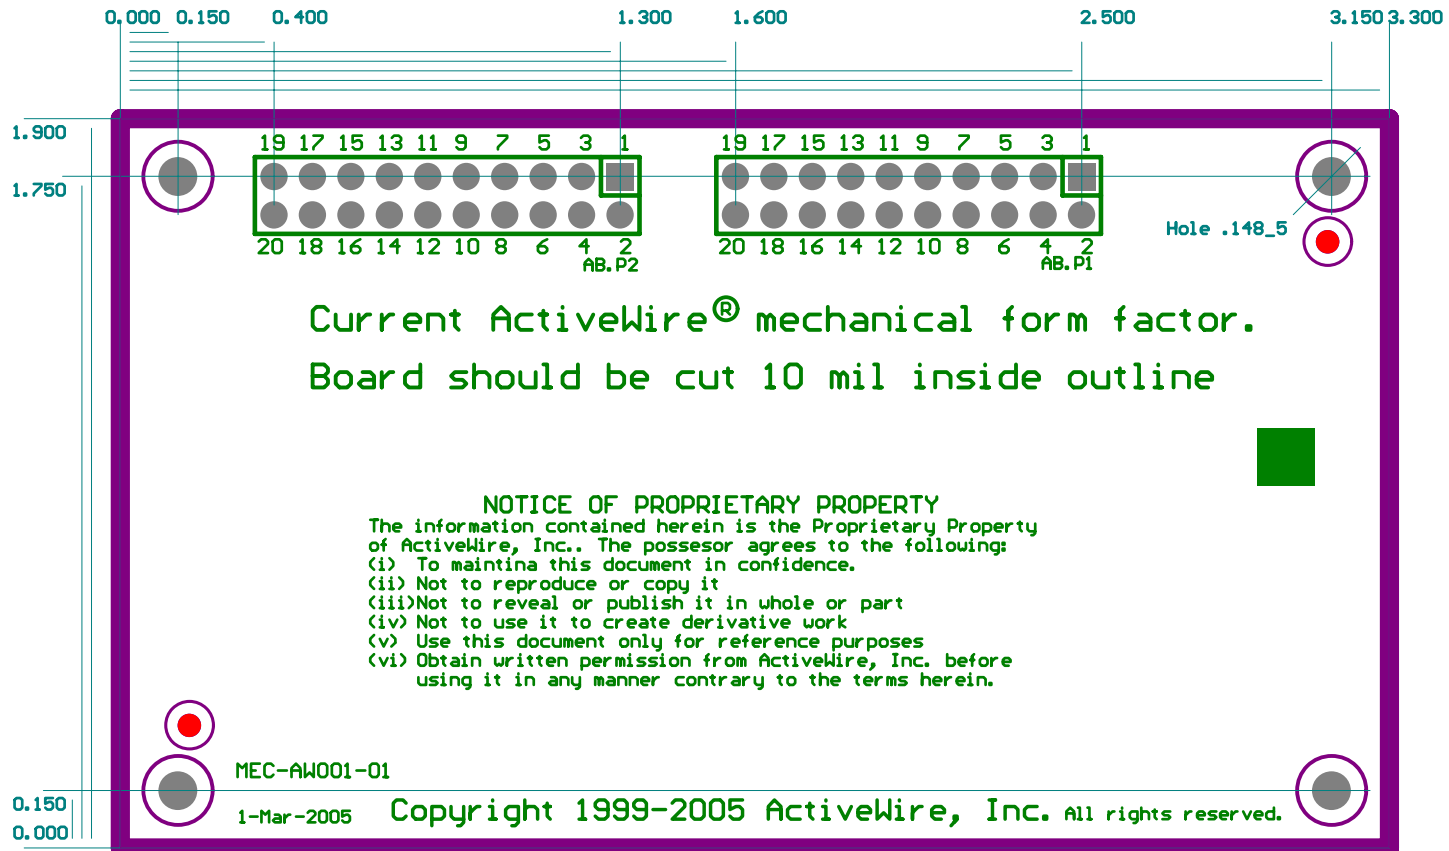 0.000 0.150 0.400 1.300 1.600 2.500 3.150 3.300
1.900
19 17 15 13 11 9 7 5 3 1 19 17 15 13 11 9 7 5 3 1
1.750
Hole .148_5
20 18 16 14 12 10 8 6 4 2 20 18 16 14 12 10 8 6 4 2
AB.P2 AB.P1
Current ActiveWire® mechanical form factor.
Board should be cut 10 mil inside outline
NOTICE OF PROPRIETARY PROPERTY
The information contained herein is the Proprietary Property
of ActiveWire, Inc.. The possesor agrees to the following:
(i) To maintina this document in confidence.
(ii) Not to reproduce or copy it
(iii)Not to reveal or publish it in whole or part
(iv) Not to use it to create derivative work
(v) Use this document only for reference purposes
(vi) Obtain written permission from ActiveWire, Inc. before
using it in any manner contrary to the terms herein.
MEC-AW001-01
0.150
1-Mar-2005 Copyright 1999-2005 ActiveWire, Inc. All rights reserved.
0.000